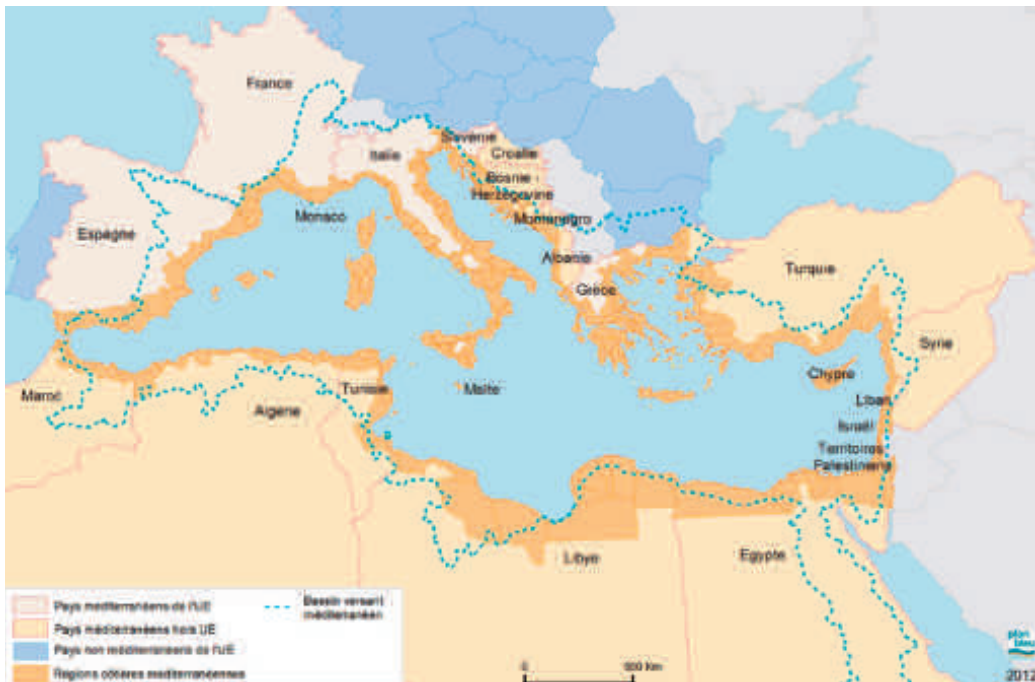 France
Slovénie
Italie
Croatie
Bosnie -
Herzégovine
Monaco
Monténégro
Espagne
Albanie
Turquie
Grèce
Syrie
Chypre
Maroc
Tunisie
Malte
Liban
Algérie
Israël
Territoires
Palestiniens
Libye
Egypte
Pays méditerranéens de l'UE
Bassin versant
méditerranéen
Pays méditerranéens hors UE
Pays non méditerranéens de l'UE
Régions côtières méditerranéennes
0 500 Km
plan
bleu
2012